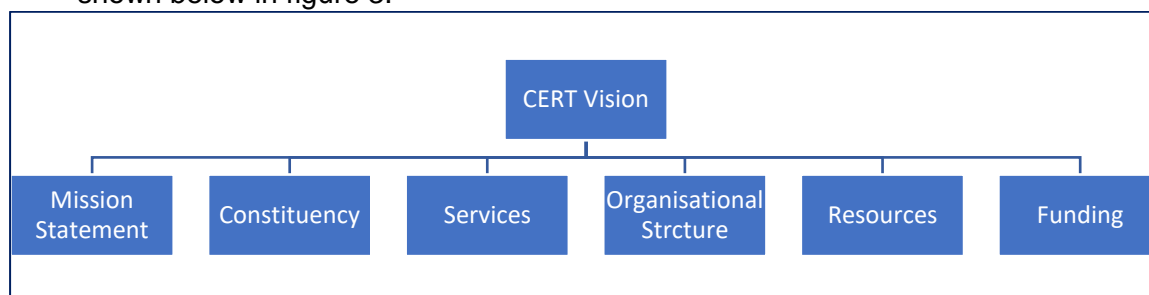 shown below in figure 3.
CERT Vision
Mission
Statement
Constituency
Services
Organisational
Strcture
Resources
Funding